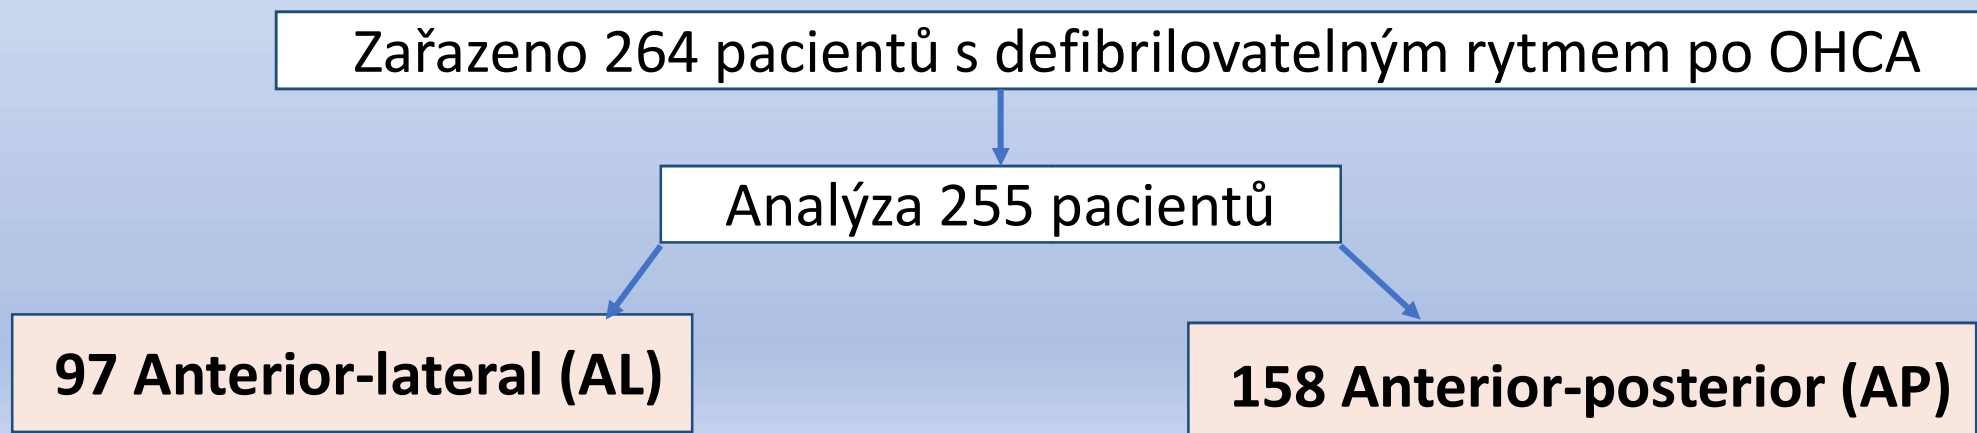 Zařazeno 264 pacientů s defibrilovatelným rytmem po OHCA
Analýza 255 pacientů
97 Anterior-lateral (AL)
158 Anterior-posterior (AP)